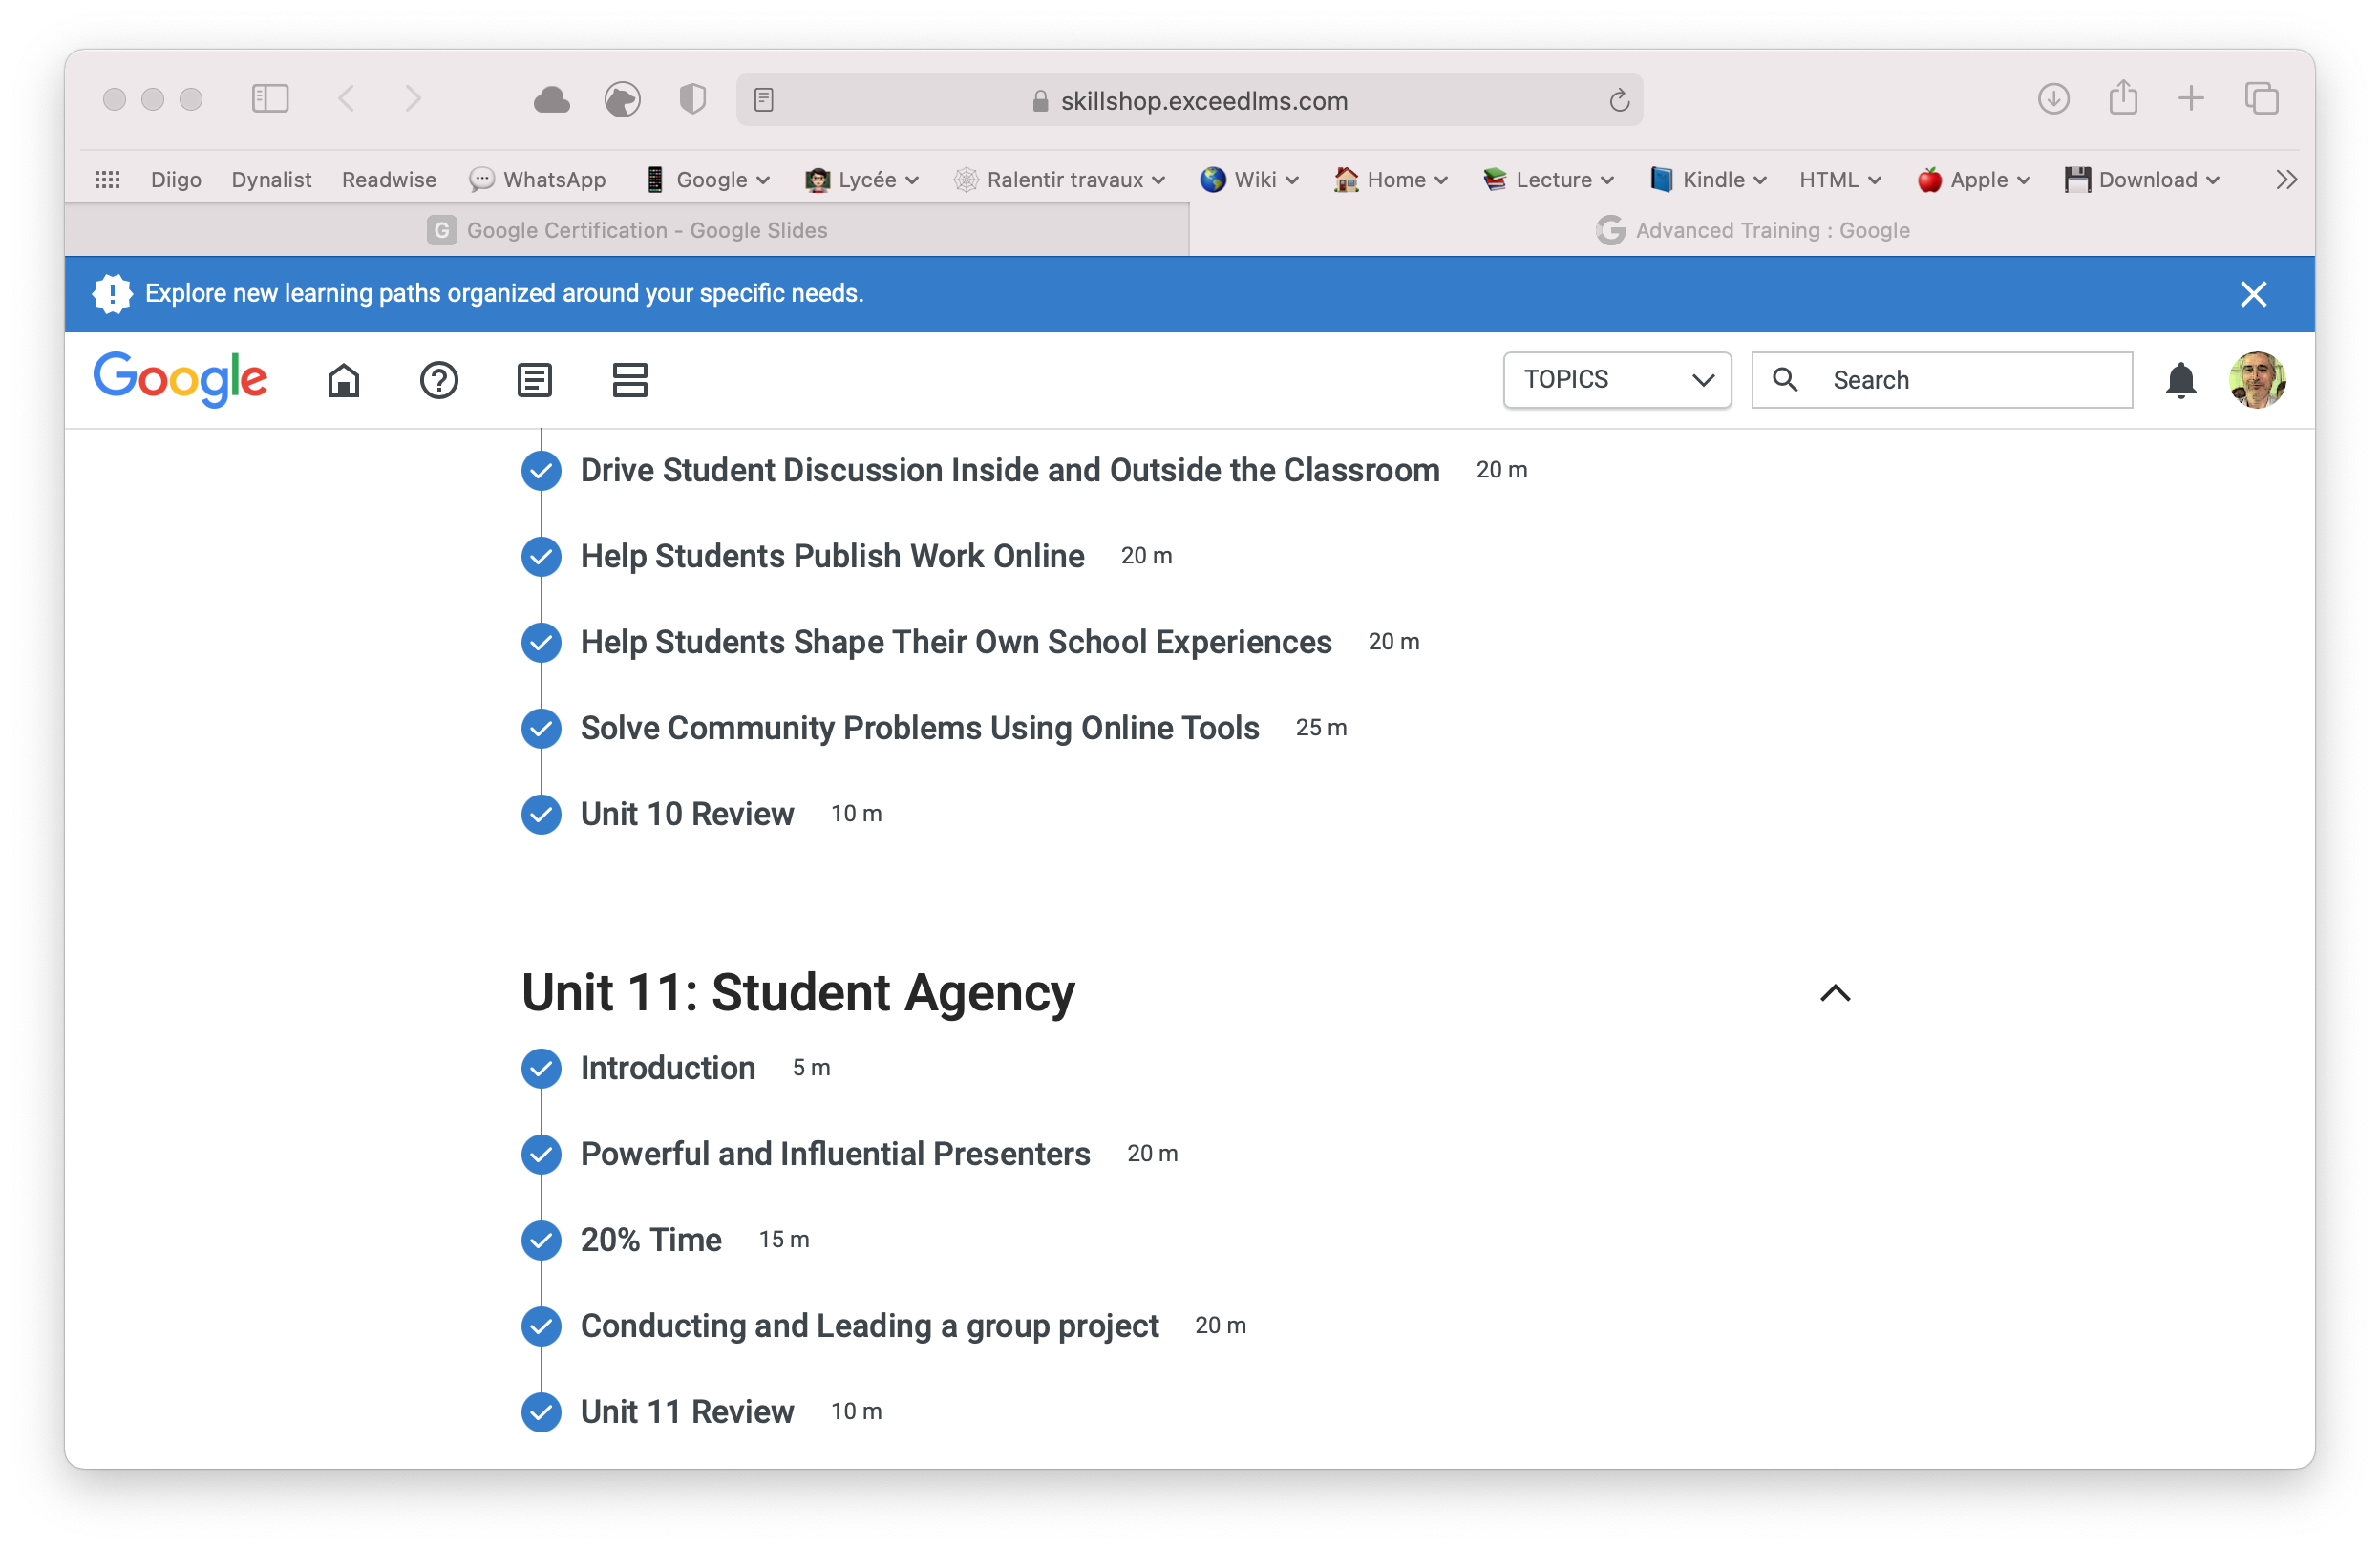 skillshop.exceedlms.com
Diigo Dynalist Readwise WhatsApp Google Lycée Ralentir travaux Wiki Home Lecture Kindle HTML Apple Download
G Google Certification - Google Slides
G Advanced Training : Google
Explore new learning paths organized around your specific needs.
Google TOPICS Search
Drive Student Discussion Inside and Outside the Classroom 20 m
Help Students Publish Work Online 20 m
Help Students Shape Their Own School Experiences 20 m
Solve Community Problems Using Online Tools 25 m
Unit 10 Review 10 m
Unit 11: Student Agency
Introduction 5 m
Powerful and Influential Presenters 20 m
20% Time 15 m
Conducting and Leading a group project 20 m
Unit 11 Review 10 m